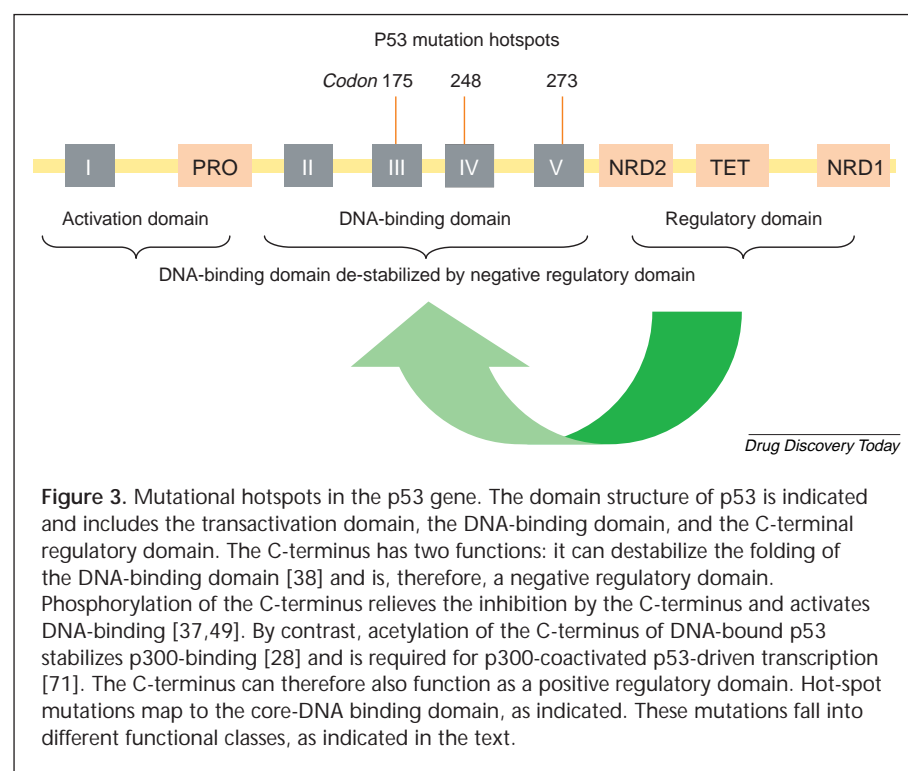 P53 mutation hotspots
Codon 175 248 273
I PRO II III IV V NRD2 TET NRD1
Activation domain DNA-binding domain Regulatory domain
DNA-binding domain de-stabilized by negative regulatory domain
Drug Discovery Today
Figure 3. Mutational hotspots in the p53 gene. The domain structure of p53 is indicated
and includes the transactivation domain, the DNA-binding domain, and the C-terminal
regulatory domain. The C-terminus has two functions: it can destabilize the folding of
the DNA-binding domain [38] and is, therefore, a negative regulatory domain.
Phosphorylation of the C-terminus relieves the inhibition by the C-terminus and activates
DNA-binding [37,49]. By contrast, acetylation of the C-terminus of DNA-bound p53
stabilizes p300-binding [28] and is required for p300-coactivated p53-driven transcription
[71]. The C-terminus can therefore also function as a positive regulatory domain. Hot-spot
mutations map to the core-DNA binding domain, as indicated. These mutations fall into
different functional classes, as indicated in the text.